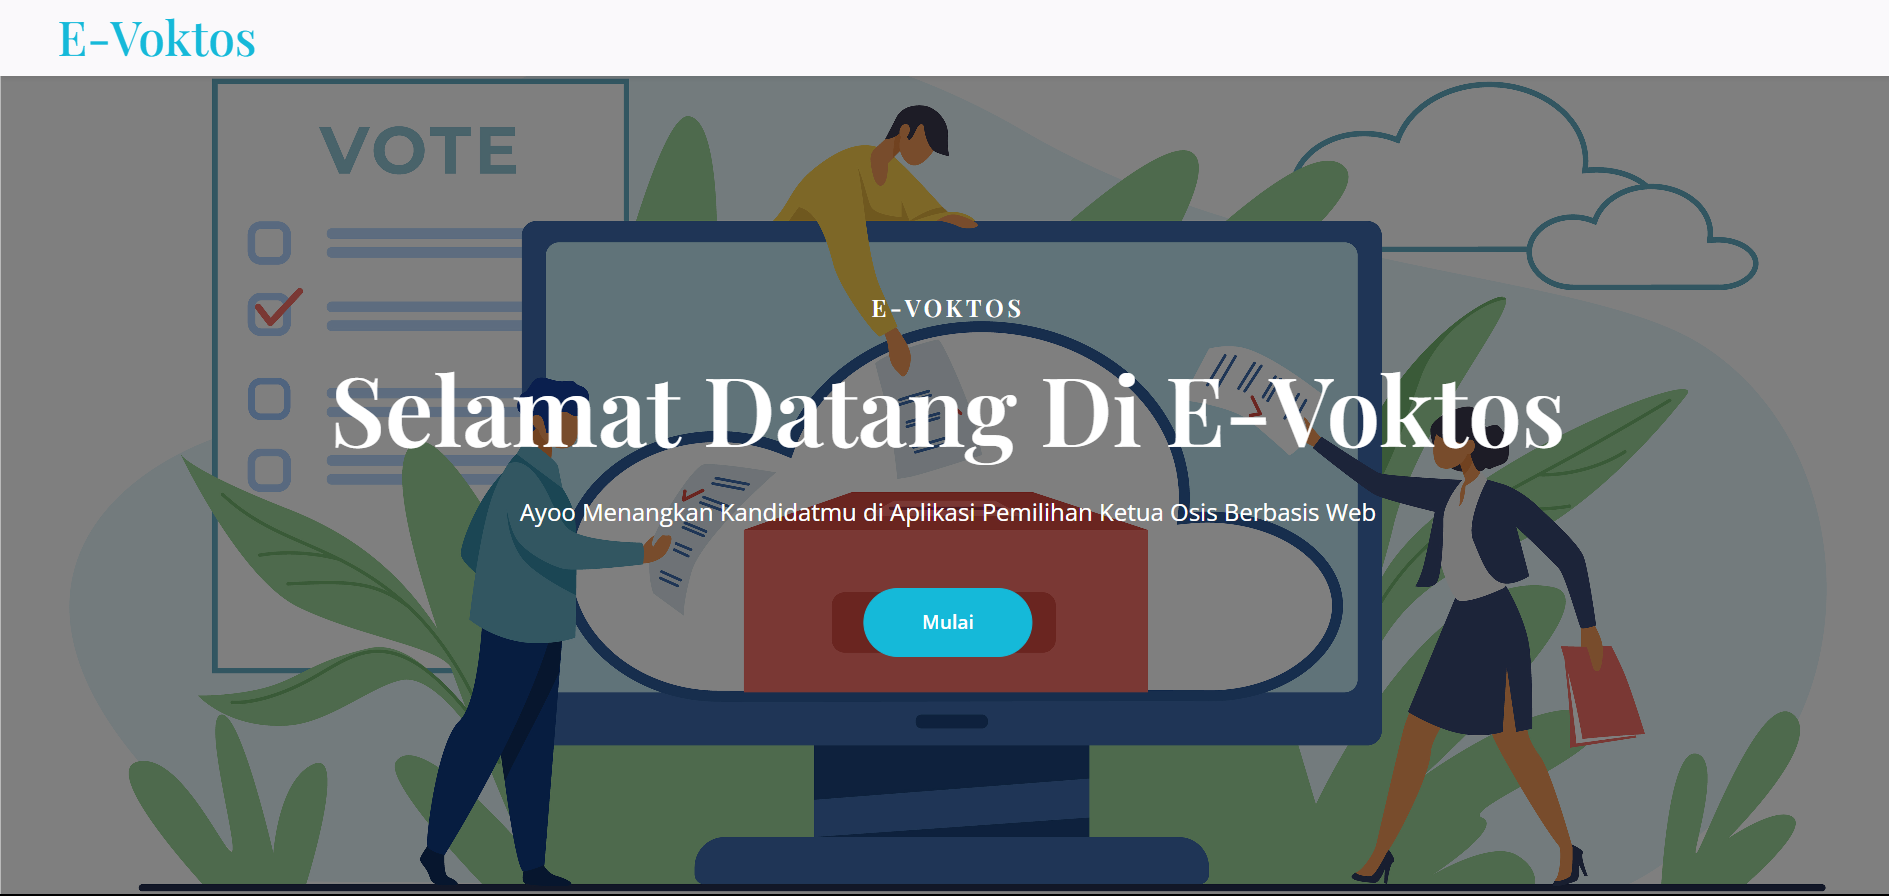 E-Voktos
VOTE
E-VOKTOS
Selamat Datang Di E-Voktos
Ayoo Menangkan Kandidatmu di Aplikasi Pemilihan Ketua Osis Berbasis Web
Mulai